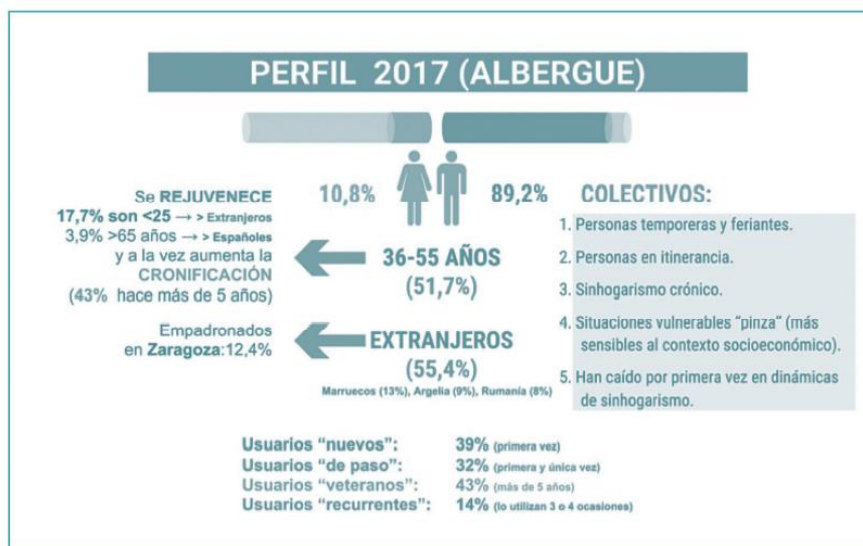 PERFIL 2017 (ALBERGUE)
10,8%
89,2%
Se REJUVENECE
17,7% son <25 → > Extranjeros
3,9% >65 años → > Españoles
y a la vez aumenta la
CRONIFICACIÓN
(43% hace más de 5 años)
36-55 AÑOS
(51,7%)
Empadronados
en Zaragoza:12,4%
EXTRANJEROS
(55,4%)
Marruecos (13%), Argelia (9%), Rumanía (8%)
COLECTIVOS:
1. Personas temporeras y feriantes.
2. Personas en itinerancia.
3. Sinhogarismo crónico.
4. Situaciones vulnerables "pinza" (más
sensibles al contexto socioeconómico).
5. Han caído por primera vez en dinámicas
de sinhogarismo.
Usuarios "nuevos": 39% (primera vez)
Usuarios "de paso": 32% (primera y única vez)
Usuarios "veteranos": 43% (más de 5 años)
Usuarios "recurrentes": 14% (lo utilizan 3 o 4 ocasiones)